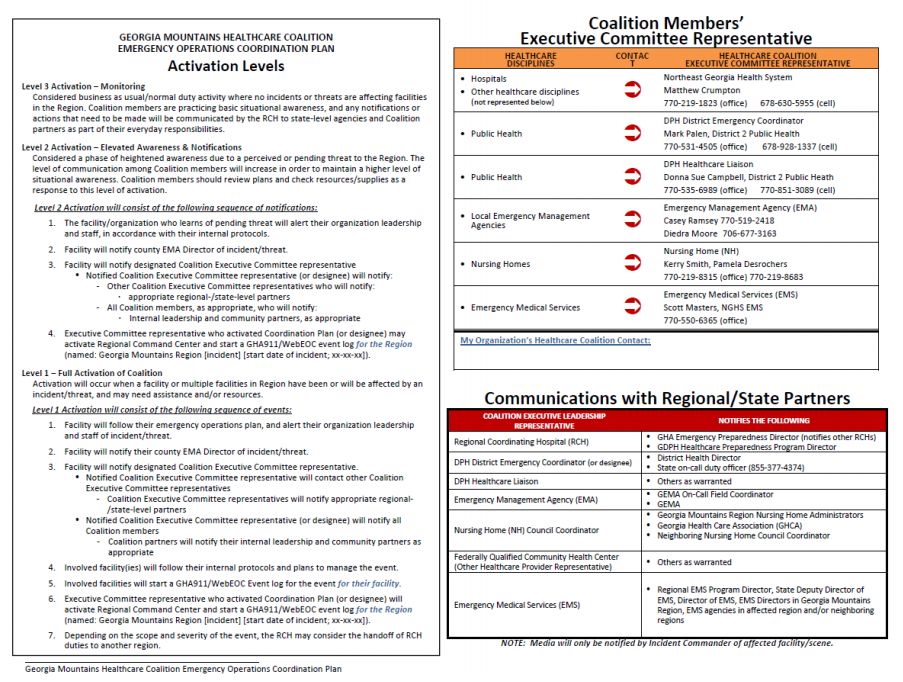 GEORGIA MOUNTAINS HEALTHCARE COALITION
EMERGENCY OPERATIONS COORDINATION PLAN
Activation Levels
Level 3 Activation – Monitoring
Considered business as usual/normal duty activity where no incidents or threats are affecting facilities
in the Region. Coalition members are practicing basic situational awareness, and any notifications or
actions that need to be made will be communicated by the RCH to state-level agencies and Coalition
partners as part of their everyday responsibilities.
Level 2 Activation – Elevated Awareness & Notifications
Considered a phase of heightened awareness due to a perceived or pending threat to the Region. The
level of communication among Coalition members will increase in order to maintain a higher level of
situational awareness. Coalition members should review plans and check resources/supplies as a
response to this level of activation.
Level 2 Activation will consist of the following sequence of notifications:
1. The facility/organization who learns of pending threat will alert their organization leadership
and staff, in accordance with their internal protocols.
2. Facility will notify county EMA Director of incident/threat.
3. Facility will notify designated Coalition Executive Committee representative
• Notified Coalition Executive Committee representative (or designee) will notify:
- Other Coalition Executive Committee representatives who will notify:
· appropriate regional-/state-level partners
- All Coalition members, as appropriate, who will notify:
· Internal leadership and community partners, as appropriate
4. Executive Committee representative who activated Coordination Plan (or designee) may
activate Regional Command Center and start a GHA911/WebEOC event log for the Region
(named: Georgia Mountains Region [incident] [start date of incident; xx-xx-xx]).
Level 1 – Full Activation of Coalition
Activation will occur when a facility or multiple facilities in Region have been or will be affected by an
incident/threat, and may need assistance and/or resources.
Level 1 Activation will consist of the following sequence of events:
1. Facility will follow their emergency operations plan, and alert their organization leadership
and staff of incident/threat.
2. Facility will notify their county EMA Director of incident/threat.
3. Facility will notify designated Coalition Executive Committee representative.
• Notified Coalition Executive Committee representative will contact other Coalition
Executive Committee representatives
- Coalition Executive Committee representatives will notify appropriate regional-
/state-level partners
• Notified Coalition Executive Committee representative (or designee) will notify all
Coalition members
- Coalition partners will notify their internal leadership and community partners as
appropriate
4. Involved facility(ies) will follow their internal protocols and plans to manage the event.
5. Involved facilities will start a GHA911/WebEOC Event log for the event for their facility.
6. Executive Committee representative who activated Coordination Plan (or designee) will
activate Regional Command Center and start a GHA911/WebEOC event log for the Region
(named: Georgia Mountains Region [incident] [start date of incident; xx-xx-xx]).
7. Depending on the scope and severity of the event, the RCH may consider the handoff of RCH
duties to another region.
Georgia Mountains Healthcare Coalition Emergency Operations Coordination Plan
Coalition Members’
Executive Committee Representative
HEALTHCARE
DISCIPLINES
CONTAC
T
HEALTHCARE COALITION
EXECUTIVE COMMITTEE REPRESENTATIVE
• Hospitals
• Other healthcare disciplines
(not represented below)
Northeast Georgia Health System
Matthew Crumpton
770-219-1823 (office) 678-630-5955 (cell)
• Public Health
DPH District Emergency Coordinator
Mark Palen, District 2 Public Health
770-531-4505 (office) 678-928-1337 (cell)
• Public Health
DPH Healthcare Liaison
Donna Sue Campbell, District 2 Public Heath
770-535-6989 (office) 770-851-3089 (cell)
• Local Emergency Management
Agencies
Emergency Management Agency (EMA)
Casey Ramsey 770-519-2418
Diedra Moore 706-677-3163
• Nursing Homes
Nursing Home (NH)
Kerry Smith, Pamela Desrochers
770-219-8315 (office) 770-219-8683
• Emergency Medical Services
Emergency Medical Services (EMS)
Scott Masters, NGHS EMS
770-550-6365 (office)
My Organization's Healthcare Coalition Contact:
Communications with Regional/State Partners
COALITION EXECUTIVE LEADERSHIP
REPRESENTATIVE
NOTIFIES THE FOLLOWING
Regional Coordinating Hospital (RCH)
• GHA Emergency Preparedness Director (notifies other RCHs)
• GDPH Healthcare Preparedness Program Director
DPH District Emergency Coordinator (or designee)
• District Health Director
• State on-call duty officer (855-377-4374)
DPH Healthcare Liaison
• Others as warranted
Emergency Management Agency (EMA)
• GEMA On-Call Field Coordinator
• GEMA
Nursing Home (NH) Council Coordinator
• Georgia Mountains Region Nursing Home Administrators
• Georgia Health Care Association (GHCA)
• Neighboring Nursing Home Council Coordinator
Federally Qualified Community Health Center
(Other Healthcare Provider Representative)
• Others as warranted
Emergency Medical Services (EMS)
• Regional EMS Program Director, State Deputy Director of
EMS, Director of EMS, EMS Directors in Georgia Mountains
Region, EMS agencies in affected region and/or neighboring
regions
NOTE: Media will only be notified by Incident Commander of affected facility/scene.